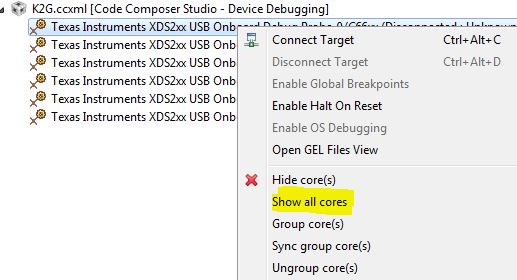 K2G.ccxml [Code Composer Studio - Device Debugging]
Texas Instruments XDS2xx USB Onboard Debug Probe_0/C66xx (Disconnected : Unknown
Texas Instruments XDS2xx USB Onb
Texas Instruments XDS2xx USB Onb
Texas Instruments XDS2xx USB Onb
Texas Instruments XDS2xx USB Onb
Texas Instruments XDS2xx USB Onb
Connect Target Ctrl+Alt+C
Disconnect Target Ctrl+Alt+D
Enable Global Breakpoints
Enable Halt On Reset
Enable OS Debugging
Open GEL Files View
Hide core(s)
Show all cores
Group core(s)
Sync group core(s)
Ungroup core(s)